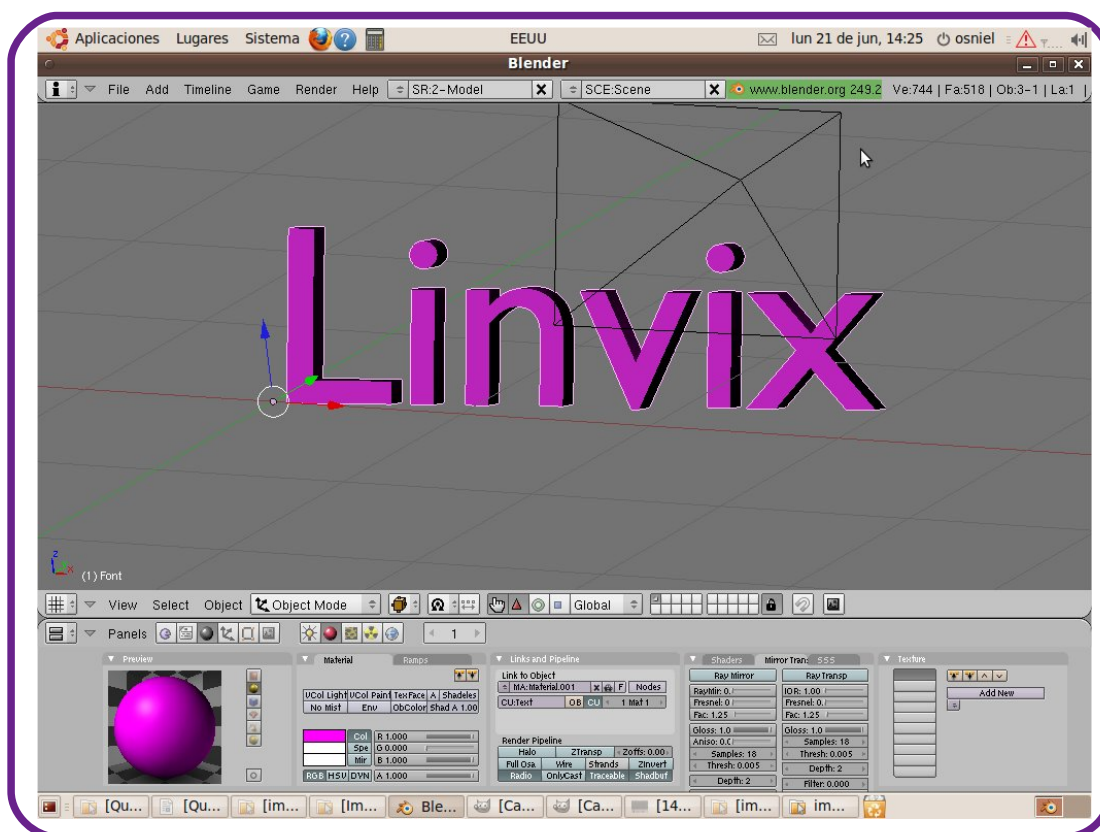 Aplicaciones Lugares Sistema EEUU lun 21 de jun, 14:25 osniel
Blender
File Add Timeline Game Render Help SR:2-Model SCE:Scene www.blender.org 249.2 Ve:744 | Fa:518 | Ob:3-1 | La:1
Linvix
z
x
(1) Font
View Select Object Object Mode Global
Panels 1
Preview
Material Ramps
VCol Light VCol Paint TexFace A Shadeles
No Mist Env ObColor Shad A 1.00
Col R 1.000
Spe G 0.000
Mir B 1.000
RGB HSV DYN A 1.000
Links and Pipeline
Link to Object
MA:Material.001 F Nodes
CU:Text OB CU 1 Mat 1
Render Pipeline
Halo ZTransp Zoffs: 0.00
Full Osa Wire Strands ZInvert
Radio OnlyCast Traceable Shadbuf
Shaders Mirror Tran: SSS
Ray Mirror Ray Transp
RayMir: 0. IOR: 1.00
Fresnel: 0. Fresnel: 0.
Fac: 1.25 Fac: 1.25
Gloss: 1.0 Gloss: 1.0
Aniso: 0.( Samples: 18
Samples: 18 Thresh: 0.005
Thresh: 0.005 Depth: 2
Depth: 2 Filter: 0.000
Texture
Add New
[Qu... [Qu... [im... [Im... Ble... [Ca... [Ca... [14... [im... im...